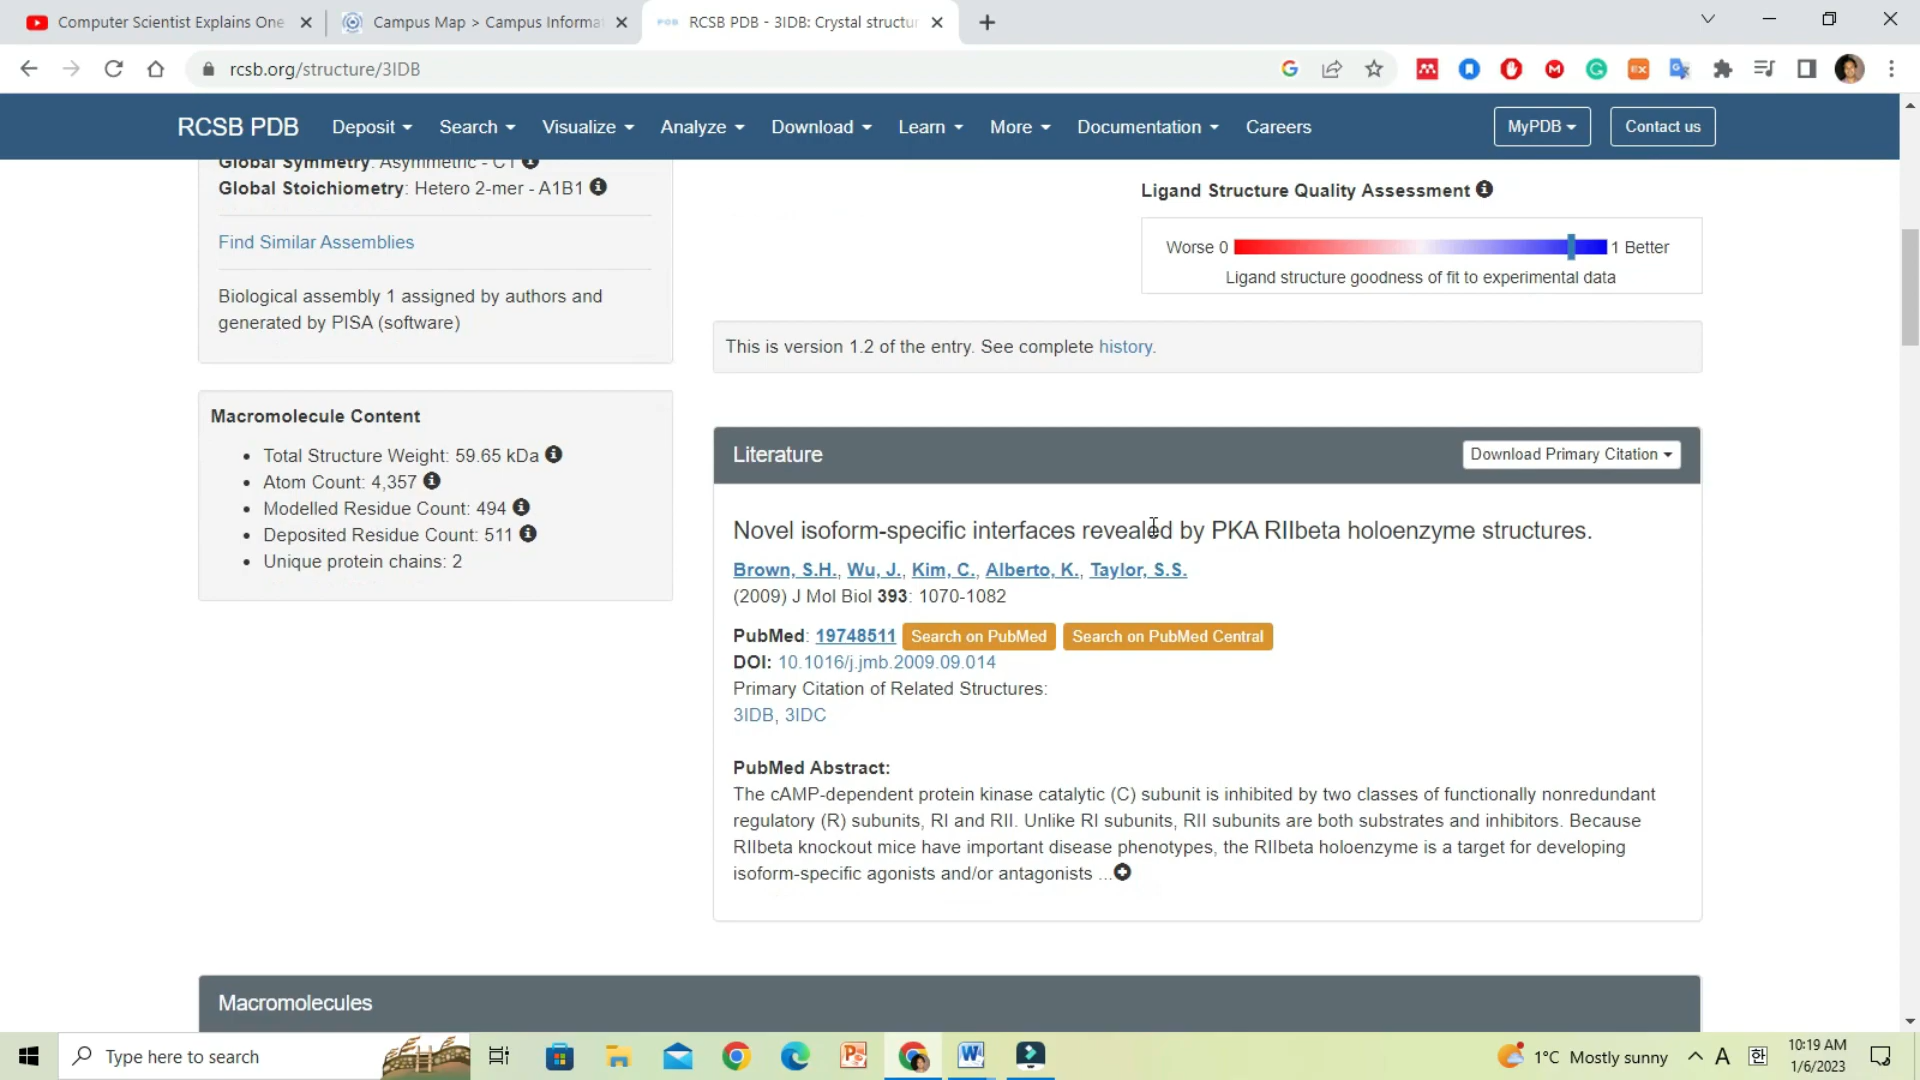 Computer Scientist Explains One
Campus Map > Campus Informa
RCSB PDB - 3IDB: Crystal structur
rcsb.org/structure/3IDB
RCSB PDB
Deposit
Search
Visualize
Analyze
Download
Learn
More
Documentation
Careers
MyPDB
Contact us
Global Symmetry: Asymmetric - C1
Global Stoichiometry: Hetero 2-mer - A1B1
Find Similar Assemblies
Biological assembly 1 assigned by authors and
generated by PISA (software)
Macromolecule Content
• Total Structure Weight: 59.65 kDa
• Atom Count: 4,357
• Modelled Residue Count: 494
• Deposited Residue Count: 511
• Unique protein chains: 2
Ligand Structure Quality Assessment
Worse 0 1 Better
Ligand structure goodness of fit to experimental data
This is version 1.2 of the entry. See complete history.
Literature
Download Primary Citation
Novel isoform-specific interfaces revealed by PKA RIIbeta holoenzyme structures.
Brown, S.H., Wu, J., Kim, C., Alberto, K., Taylor, S.S.
(2009) J Mol Biol 393: 1070-1082
PubMed: 19748511 Search on PubMed Search on PubMed Central
DOI: 10.1016/j.jmb.2009.09.014
Primary Citation of Related Structures:
3IDB, 3IDC
PubMed Abstract:
The cAMP-dependent protein kinase catalytic (C) subunit is inhibited by two classes of functionally nonredundant
regulatory (R) subunits, RI and RII. Unlike RI subunits, RII subunits are both substrates and inhibitors. Because
RIIbeta knockout mice have important disease phenotypes, the RIIbeta holoenzyme is a target for developing
isoform-specific agonists and/or antagonists ...
Macromolecules
Type here to search
1°C Mostly sunny
A
한
10:19 AM
1/6/2023